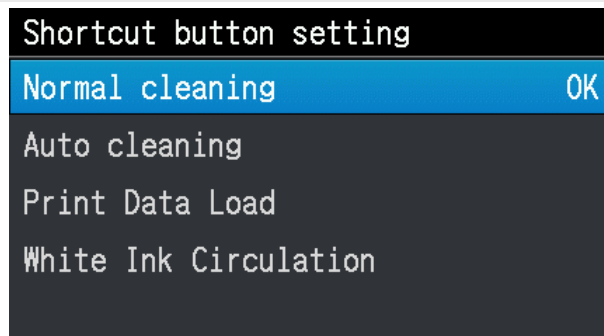 Shortcut button setting
Normal cleaning OK
Auto cleaning
Print Data Load
White Ink Circulation